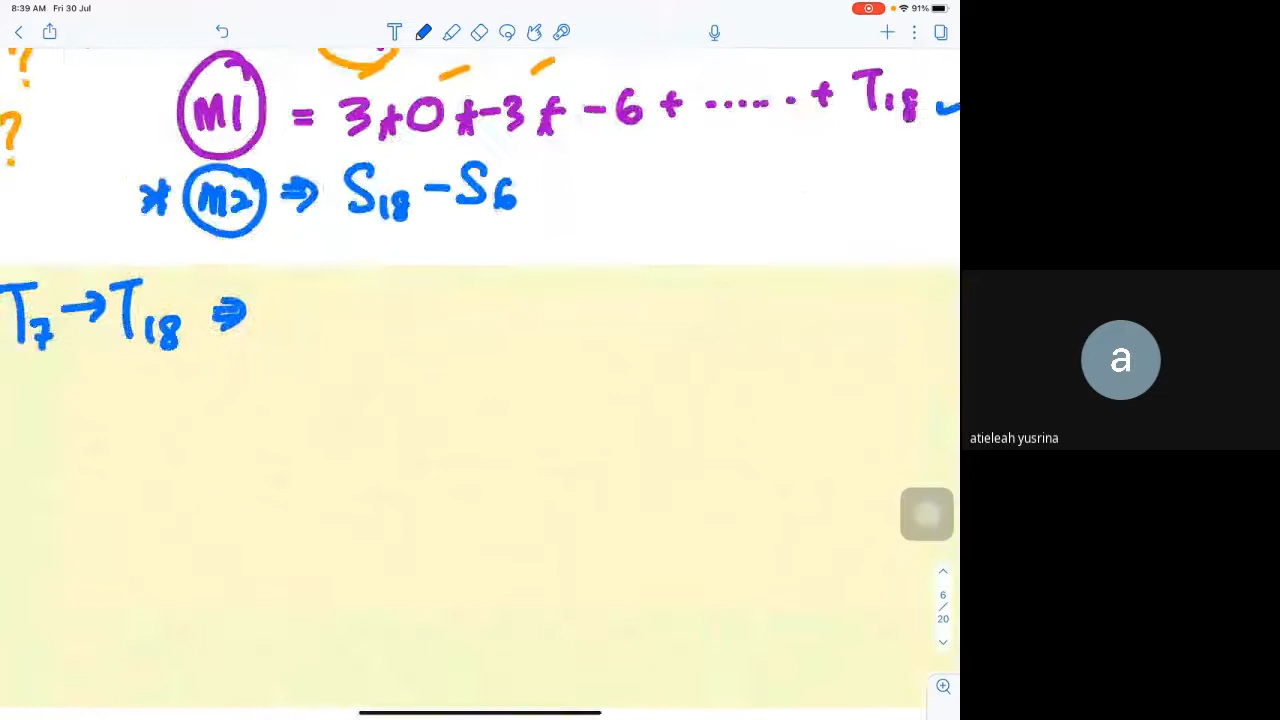 8:39 AM Fri 30 Jul
91%
?
?
M1 = 3+0+-3+-6+......+T18
* M2 ⇒ S18 - S6
T7 → T18 ⇒
a
atieleah yusrina
6
/
20